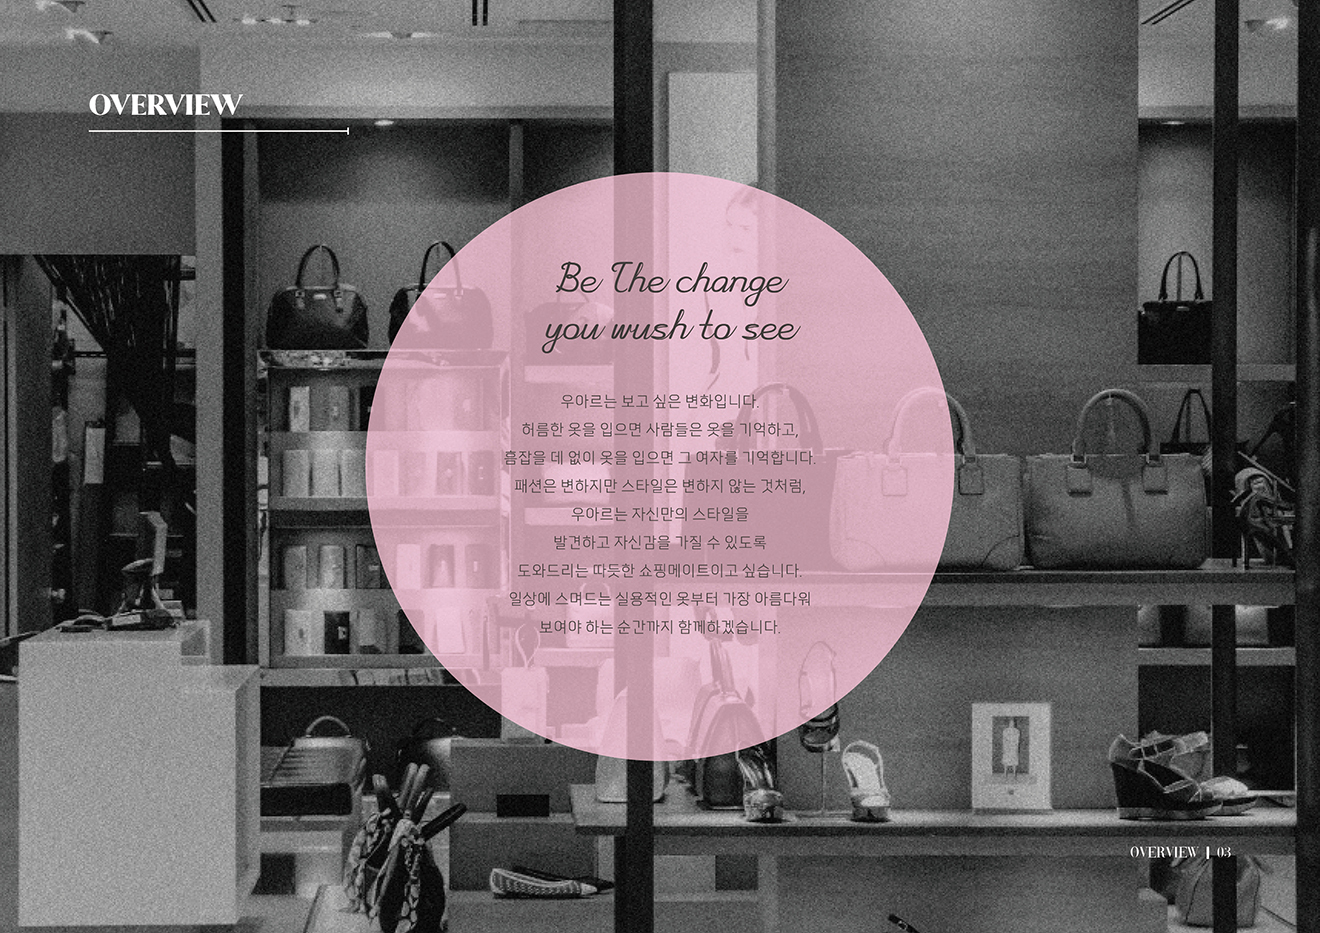 OVERVIEW
Be The change
you wush to see
우아르는 보고 싶은 변화입니다.
허름한 옷을 입으면 사람들은 옷을 기억하고,
흠잡을 데 없이 옷을 입으면 그 여자를 기억합니다.
패션은 변하지만 스타일은 변하지 않는 것처럼,
우아르는 자신만의 스타일을
발견하고 자신감을 가질 수 있도록
도와드리는 따듯한 쇼핑메이트이고 싶습니다.
일상에 스며드는 실용적인 옷부터 가장 아름다워
보여야 하는 순간까지 함께하겠습니다.
OVERVIEW | 03